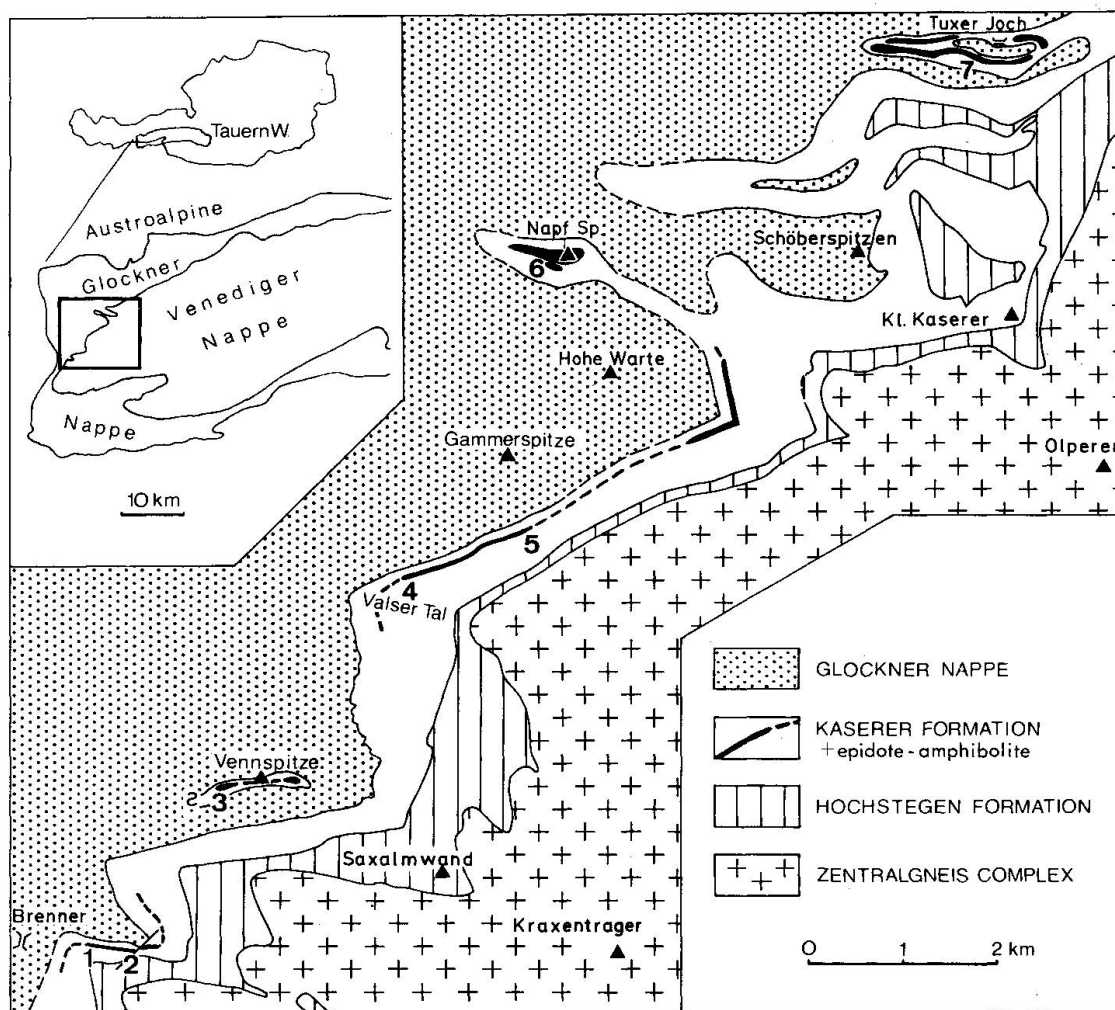 Tauern W.
Austroalpine
Glockner
Venediger
Nappe
Nappe
10 km
Tuxer Joch
7
Napf Sp.
6
Schöberspitzen
Kl. Kaserer
Hohe Warte
Gammerspitze
Olperer
5
4
Valser Tal
Vennspitze
3
Saxalmwand
Brenner
1
2
Kraxentrager
GLOCKNER NAPPE
KASERER FORMATION
+epidote-amphibolite
HOCHSTEGEN FORMATION
ZENTRALGNEIS COMPLEX
0 1 2 km